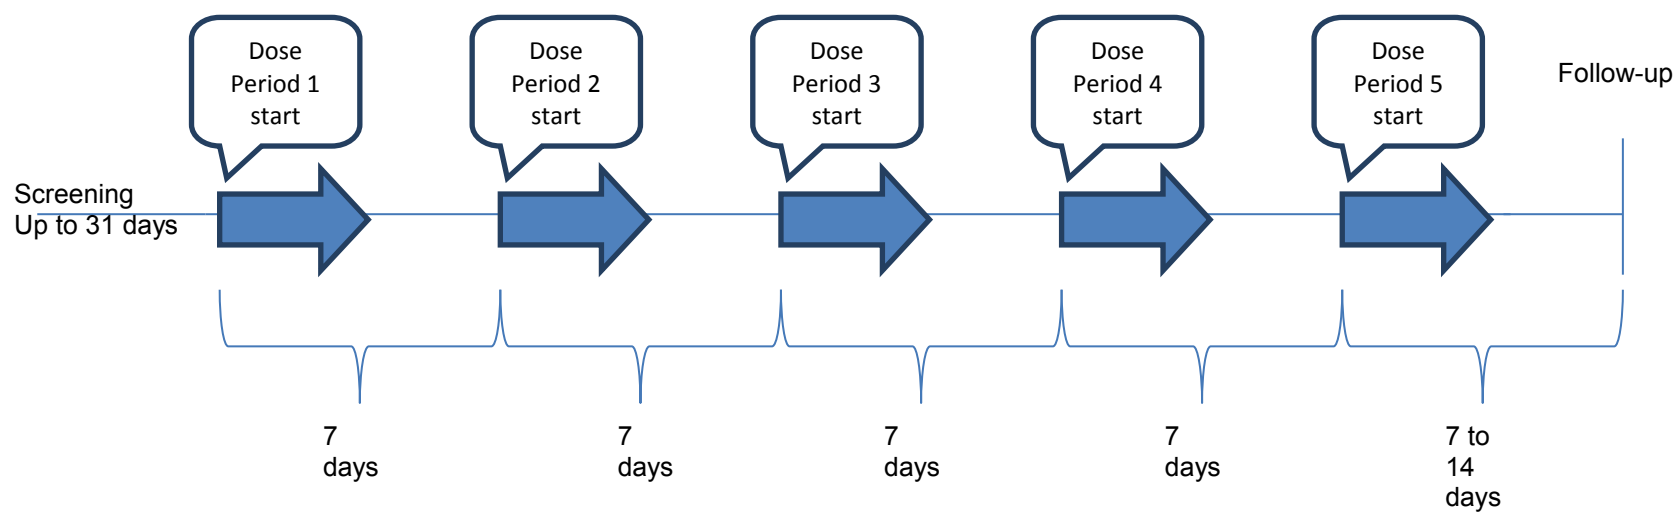 Dose
Period 1
start
Dose
Period 2
start
Dose
Period 3
start
Dose
Period 4
start
Dose
Period 5
start
Follow-up
Screening
Up to 31 days
7
days
7
days
7
days
7
days
7 to
14
days